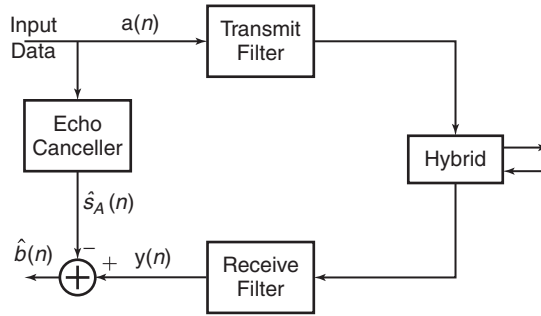 Input
Data
a(n)
Transmit
Filter
Echo
Canceller
Hybrid
ŝ_A(n)
b̂(n)
−
+
+
y(n)
Receive
Filter